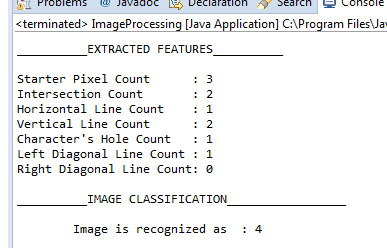 Problems @ Javadoc Declaration Search Console
<terminated> ImageProcessing [Java Application] C:\Program Files\Jav
__________EXTRACTED FEATURES__________
Starter Pixel Count : 3
Intersection Count : 2
Horizontal Line Count : 1
Vertical Line Count : 2
Character's Hole Count : 1
Left Diagonal Line Count : 1
Right Diagonal Line Count: 0
__________IMAGE CLASSIFICATION_________________
Image is recognized as : 4